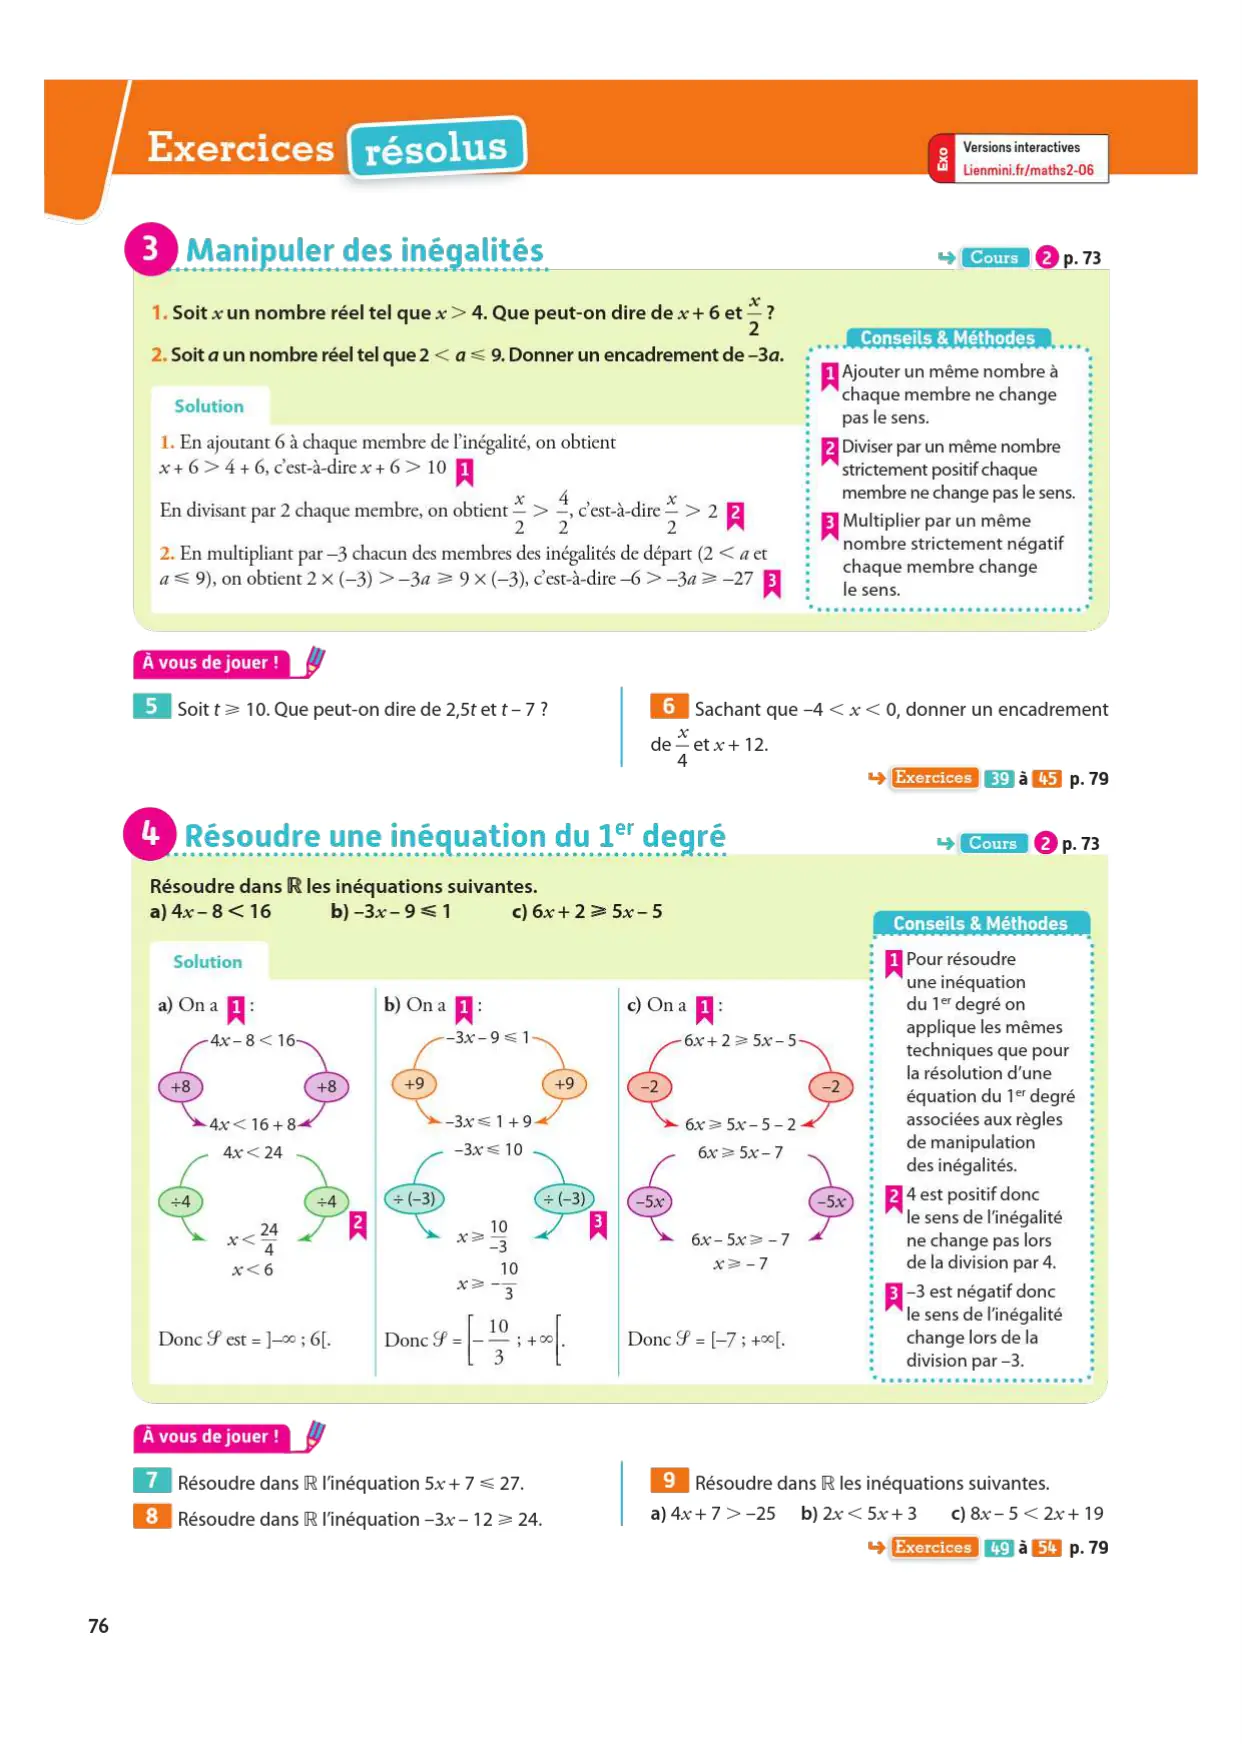 Exercices résolus
Exo
Versions interactives
Lienmini.fr/maths2-06
3 Manipuler des inégalités
Cours 2 p. 73
1. Soit x un nombre réel tel que x > 4. Que peut-on dire de x + 6 et x/2 ?
2. Soit a un nombre réel tel que 2 < a ⩽ 9. Donner un encadrement de –3a.
Solution
1. En ajoutant 6 à chaque membre de l'inégalité, on obtient
x + 6 > 4 + 6, c'est-à-dire x + 6 > 10 1
En divisant par 2 chaque membre, on obtient x/2 > 4/2, c'est-à-dire x/2 > 2 2
2. En multipliant par –3 chacun des membres des inégalités de départ (2 < a et
a ⩽ 9), on obtient 2 × (–3) > –3a ⩾ 9 × (–3), c'est-à-dire –6 > –3a ⩾ –27 3
Conseils & Méthodes
1 Ajouter un même nombre à
chaque membre ne change
pas le sens.
2 Diviser par un même nombre
strictement positif chaque
membre ne change pas le sens.
3 Multiplier par un même
nombre strictement négatif
chaque membre change
le sens.
À vous de jouer !
5 Soit t ⩾ 10. Que peut-on dire de 2,5t et t – 7 ?
6 Sachant que –4 < x < 0, donner un encadrement
de x/4 et x + 12.
Exercices 39 à 45 p. 79
4 Résoudre une inéquation du 1er degré
Cours 2 p. 73
Résoudre dans ℝ les inéquations suivantes.
a) 4x – 8 < 16 b) –3x – 9 ⩽ 1 c) 6x + 2 ⩾ 5x – 5
Solution
a) On a 1 :
4x – 8 < 16
+8 +8
4x < 16 + 8
4x < 24
÷4 ÷4
2
x < 24/4
x < 6
Donc 𝒮 est = ]–∞ ; 6[.
b) On a 1 :
–3x – 9 ⩽ 1
+9 +9
–3x ⩽ 1 + 9
–3x ⩽ 10
÷ (–3) ÷ (–3)
3
x ⩾ 10/–3
x ⩾ –10/3
Donc 𝒮 = [–10/3 ; +∞[.
c) On a 1 :
6x + 2 ⩾ 5x – 5
–2 –2
6x ⩾ 5x – 5 – 2
6x ⩾ 5x – 7
–5x –5x
6x – 5x ⩾ – 7
x ⩾ – 7
Donc 𝒮 = [–7 ; +∞[.
Conseils & Méthodes
1 Pour résoudre
une inéquation
du 1er degré on
applique les mêmes
techniques que pour
la résolution d'une
équation du 1er degré
associées aux règles
de manipulation
des inégalités.
2 4 est positif donc
le sens de l'inégalité
ne change pas lors
de la division par 4.
3 –3 est négatif donc
le sens de l'inégalité
change lors de la
division par –3.
À vous de jouer !
7 Résoudre dans ℝ l'inéquation 5x + 7 ⩽ 27.
8 Résoudre dans ℝ l'inéquation –3x – 12 ⩾ 24.
9 Résoudre dans ℝ les inéquations suivantes.
a) 4x + 7 > –25 b) 2x < 5x + 3 c) 8x – 5 < 2x + 19
Exercices 49 à 54 p. 79
76